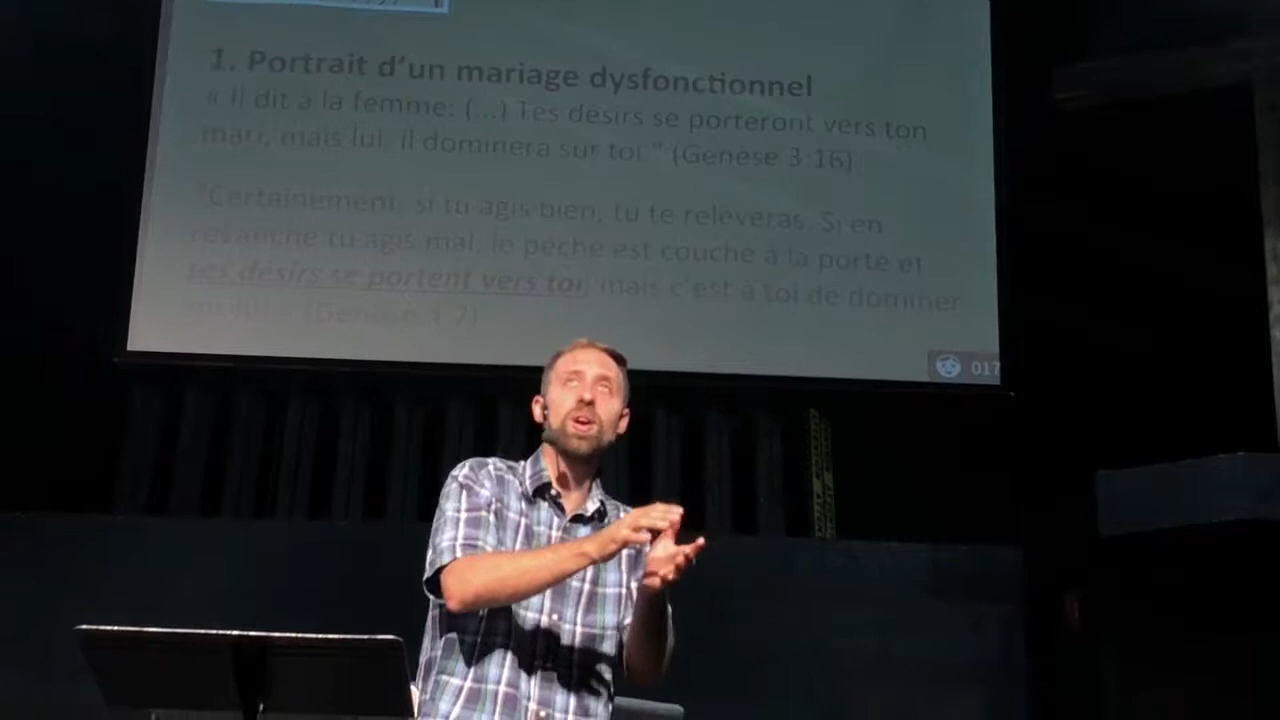 1. Portrait d'un mariage dysfonctionnel
« Il dit à la femme: (...) Tes désirs se porteront vers ton
mari, mais lui, il dominera sur toi." (Genèse 3:16)
"Certainement, si tu agis bien, tu te relèveras. Si en
revanche tu agis mal, le péché est couché à la porte et
ses désirs se portent vers toi, mais c'est à toi de dominer
(Genèse 4:7)
017